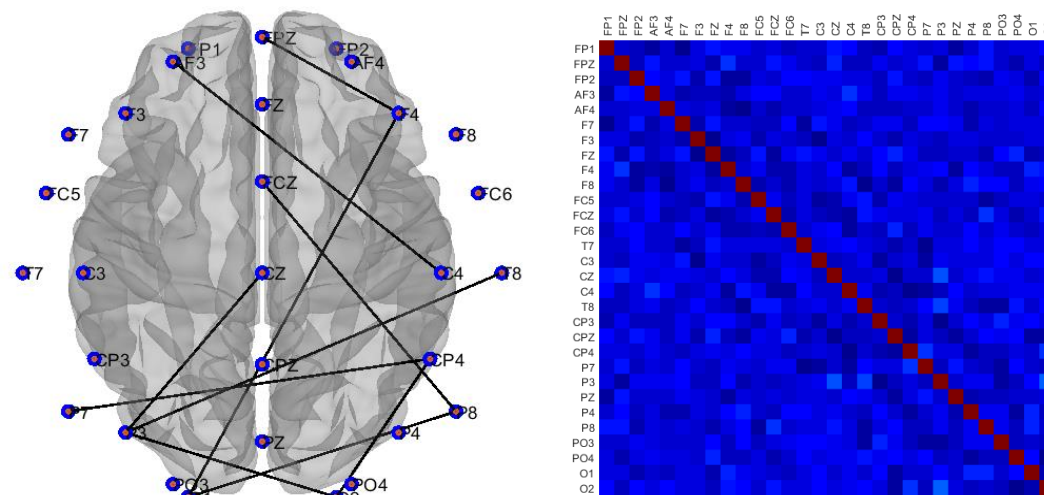 FPZ
P1 FP2
AF3 AF4
FZ
F3 F4
F7 F8
FCZ
FC5 FC6
T7 C3 CZ C4 T8
CP3 CPZ CP4
P7 P8
P3 PZ P4
PO3 PO4
FP1 FPZ FP2 AF3 AF4 F7 F3 FZ F4 F8 FC5 FCZ FC6 T7 C3 CZ C4 T8 CP3 CPZ CP4 P7 P3 PZ P4 P8 PO3 PO4 O1
FP1
FPZ
FP2
AF3
AF4
F7
F3
FZ
F4
F8
FC5
FCZ
FC6
T7
C3
CZ
C4
T8
CP3
CPZ
CP4
P7
P3
PZ
P4
P8
PO3
PO4
O1
O2